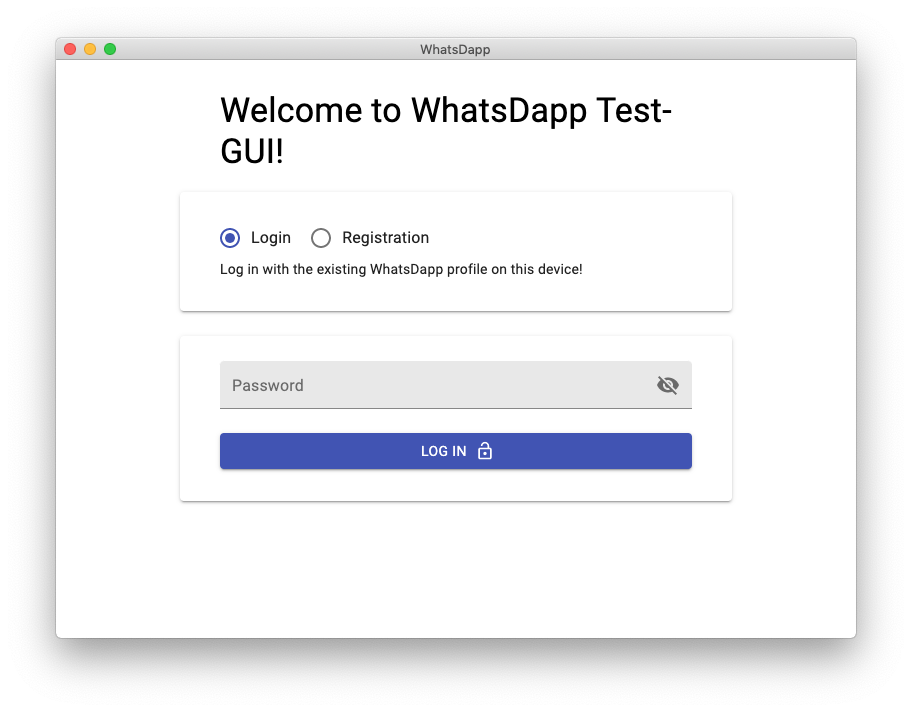 WhatsDapp
Welcome to WhatsDapp Test-
GUI!
Login Registration
Log in with the existing WhatsDapp profile on this device!
Password
LOG IN